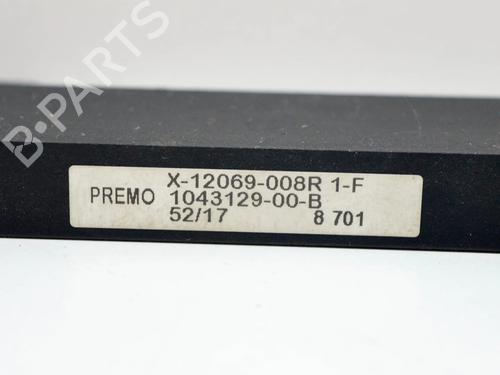 B-PARTS
X-12069-008R 1-F
PREMO 1043129-00-B
52/17 8 701